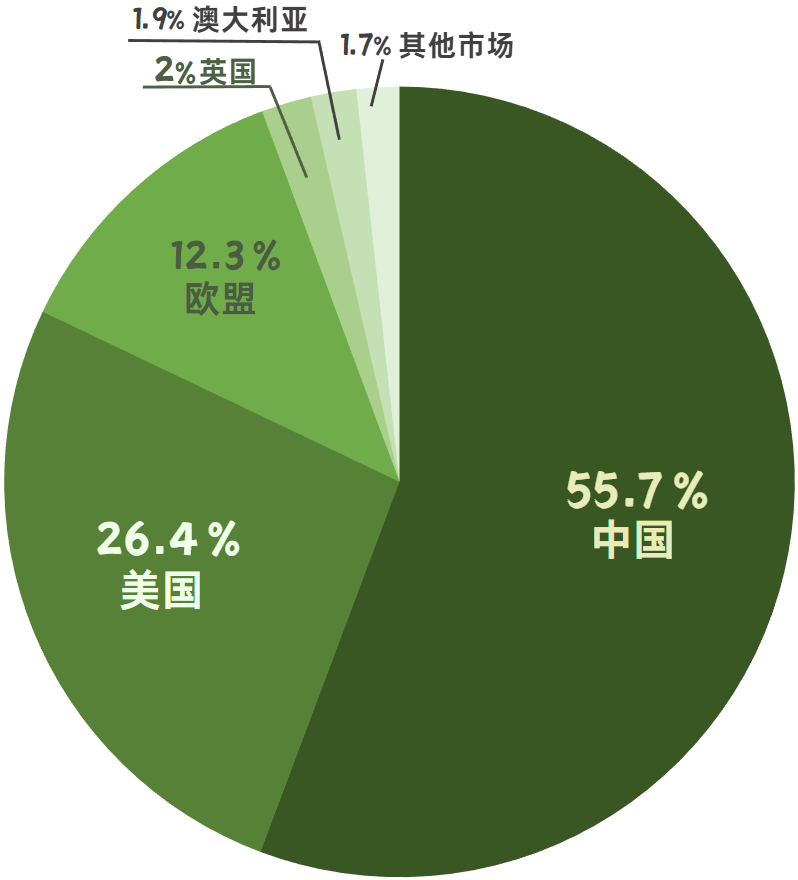 1.9% 澳大利亚
1.7% 其他市场
2%英国
12.3%
欧盟
55.7%
中国
26.4%
美国